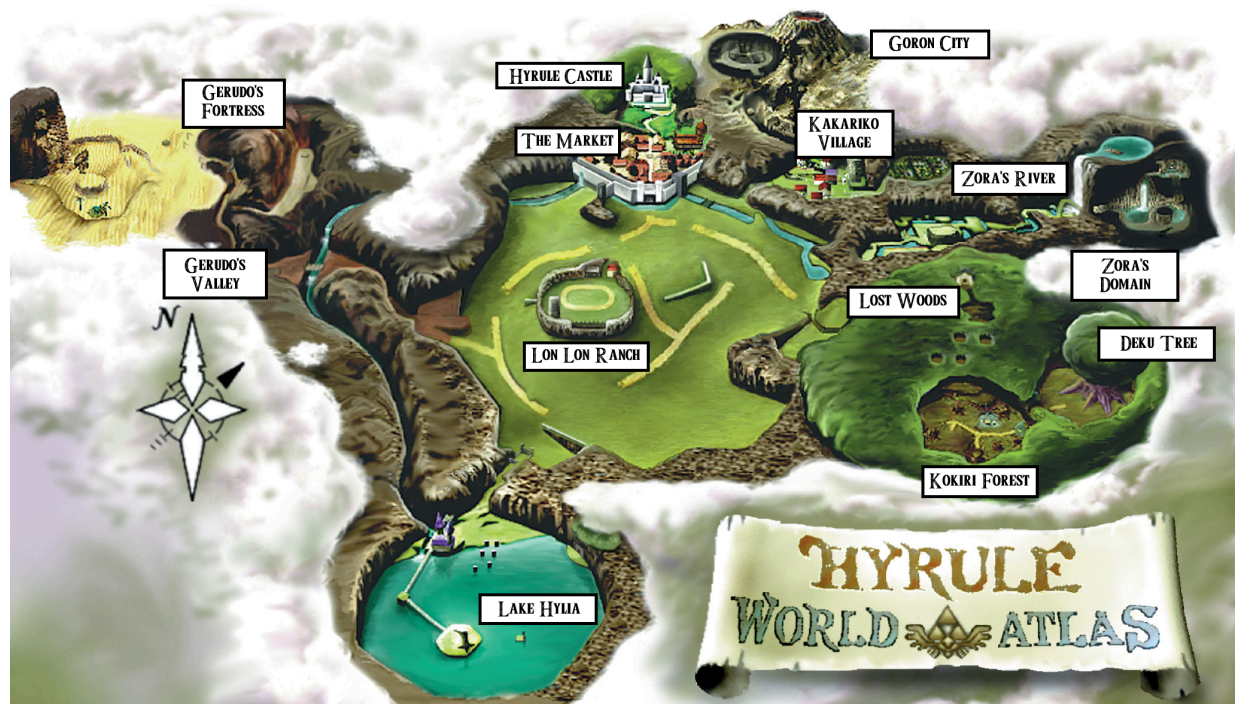 Goron City
Hyrule Castle
Gerudo's
Fortress
The Market
Kakariko
Village
Zora's River
Gerudo's
Valley
Zora's
Domain
Lost Woods
N
Deku Tree
Lon Lon Ranch
Kokiri Forest
Lake Hylia
HYRULE
WORLD ATLAS